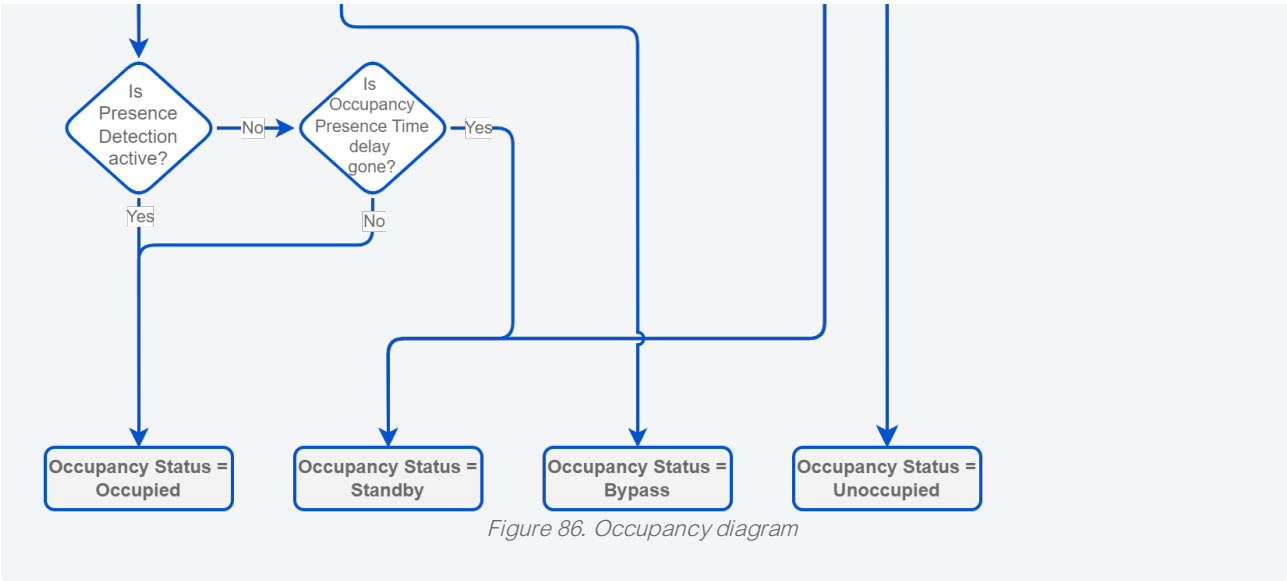 Is
Presence
Detection
active?
No
Is
Occupancy
Presence Time
delay
gone?
Yes
Yes
No
Occupancy Status =
Occupied
Occupancy Status =
Standby
Occupancy Status =
Bypass
Occupancy Status =
Unoccupied
Figure 86. Occupancy diagram